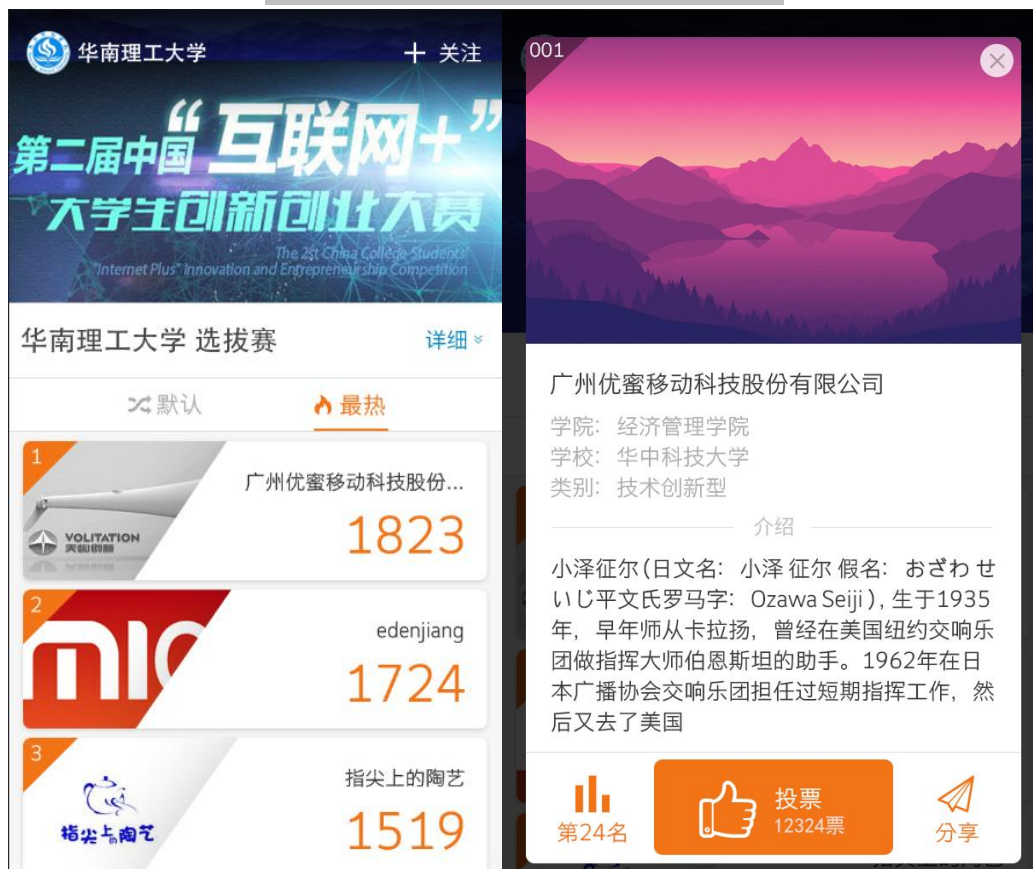 华南理工大学
+ 关注
第二届中国“互联网+”
大学生创新创业大赛
The 2st China College Students'
"Internet Plus" Innovation and Entrepreneurship Competition
华南理工大学 选拔赛
详细
默认
最热
1
广州优蜜移动科技股份...
1823
VOLITATION
天翔创新
2
edenjiang
1724
3
指尖上的陶艺
1519
指尖上的陶艺
001
广州优蜜移动科技股份有限公司
学院: 经济管理学院
学校: 华中科技大学
类别: 技术创新型
介绍
小泽征尔(日文名: 小泽 征尔 假名: おざわ せ
いじ平文氏罗马字: Ozawa Seiji), 生于1935
年, 早年师从卡拉扬, 曾经在美国纽约交响乐
团做指挥大师伯恩斯坦的助手。1962年在日
本广播协会交响乐团担任过短期指挥工作, 然
后又去了美国
第24名
投票
12324票
分享